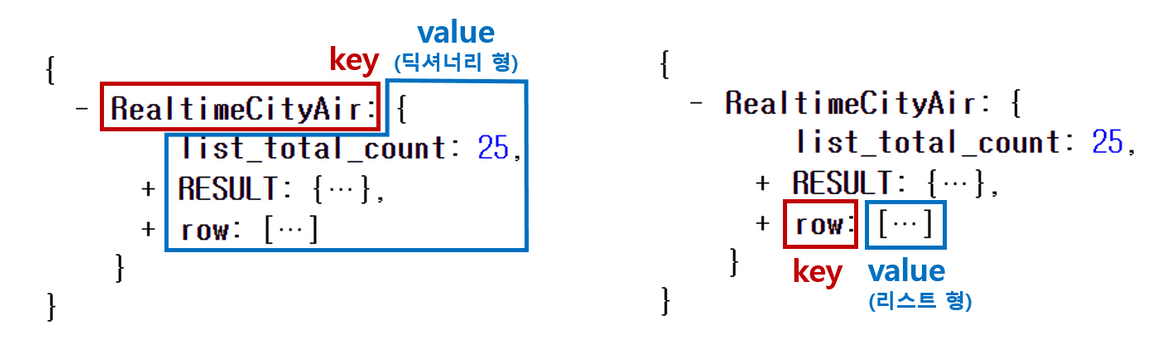 value
key (딕셔너리 형)
{
- RealtimeCityAir: {
list_total_count: 25,
+ RESULT: {…},
+ row: […]
}
}
{
- RealtimeCityAir: {
list_total_count: 25,
+ RESULT: {…},
+ row: […]
} key value
(리스트 형)
}